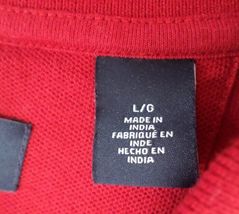 L/G
MADE IN
INDIA
FABRIQUÉ EN
INDE
HECHO EN
INDIA